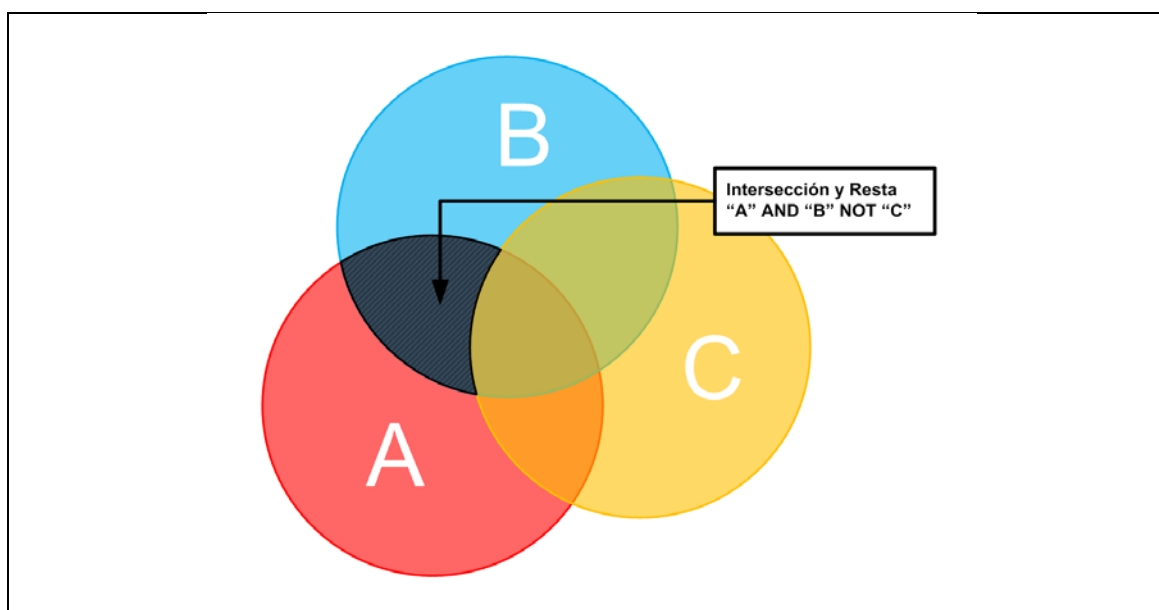 B
Intersección y Resta
“A” AND “B” NOT “C”
C
A